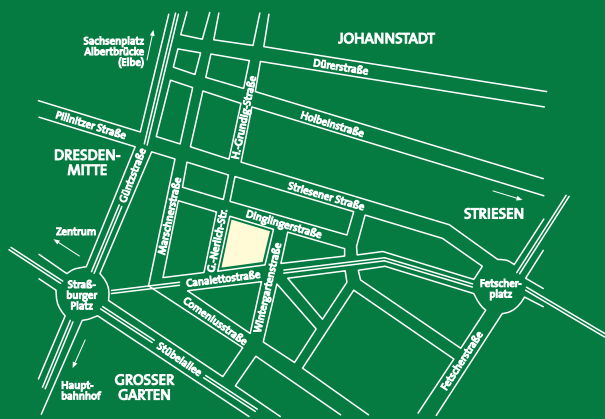 JOHANNSTADT
Sachsenplatz
Albertbrücke
(Elbe)
Dürerstraße
H.-Grundig-Straße
Holbeinstraße
Pillnitzer Straße
DRESDEN-
MITTE
Güntzstraße
Marschnerstraße
Striesener Straße
STRIESEN
G.-Nerlich-Str.
Dinglingerstraße
Zentrum
Canalettostraße
Wintergartenstraße
Straß-
burger
Platz
Fetscher-
platz
Comeniusstraße
Stübelallee
Fetscherstraße
Haupt-
bahnhof
GROSSER
GARTEN